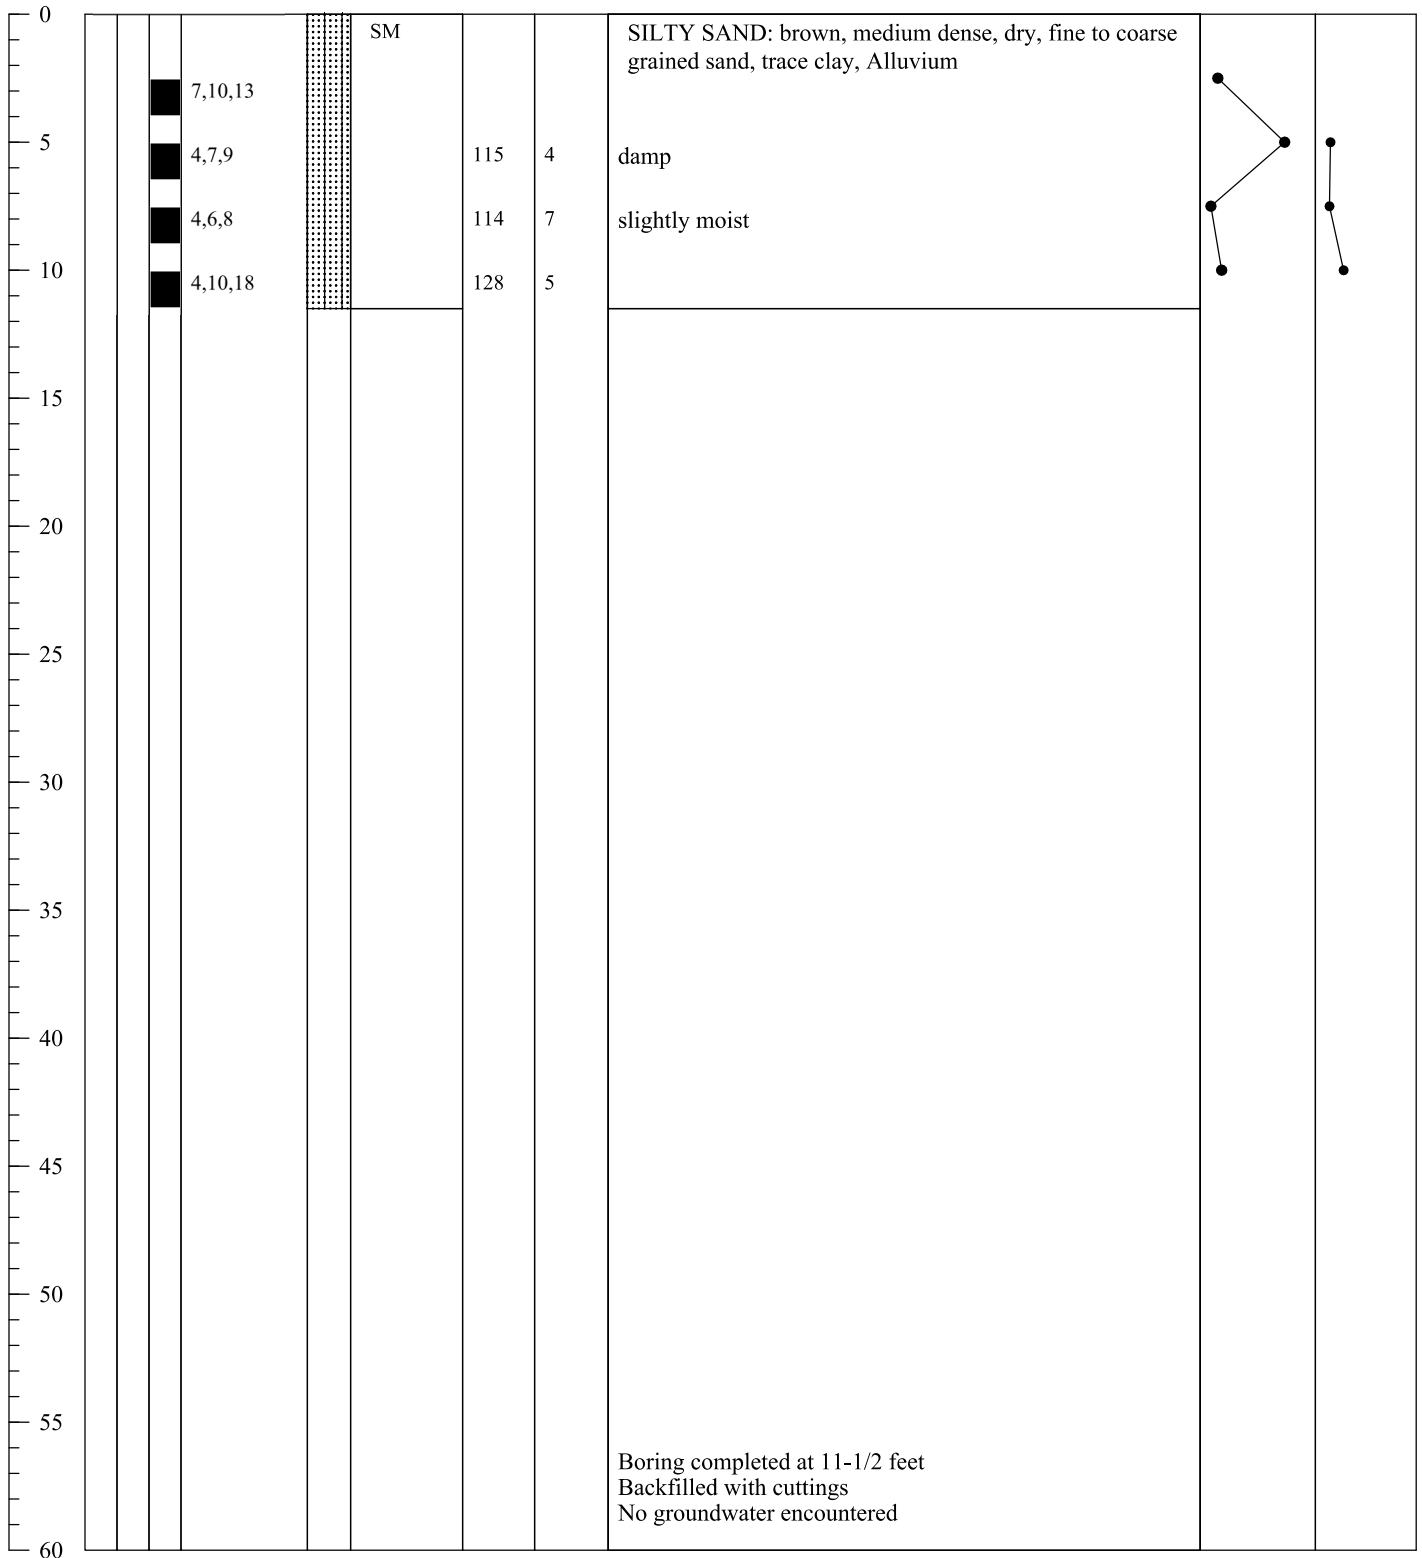 0
SM
SILTY SAND: brown, medium dense, dry, fine to coarse
grained sand, trace clay, Alluvium
7,10,13
5
4,7,9
115
4
damp
4,6,8
114
7
slightly moist
10
4,10,18
128
5
15
20
25
30
35
40
45
50
55
Boring completed at 11-1/2 feet
Backfilled with cuttings
No groundwater encountered
60